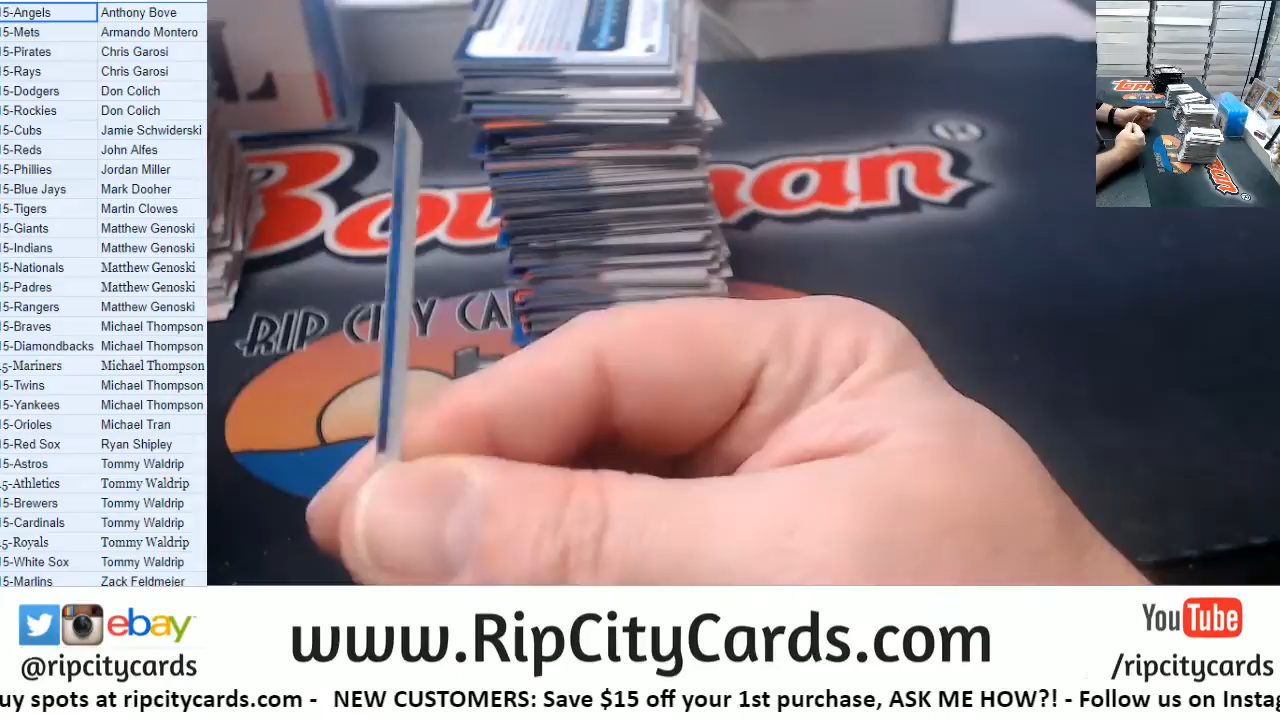 15-Angels Anthony Bove
15-Mets Armando Montero
15-Pirates Chris Garosi
15-Rays Chris Garosi
15-Dodgers Don Colich
15-Rockies Don Colich
15-Cubs Jamie Schwiderski
15-Reds John Alfes
15-Phillies Jordan Miller
15-Blue Jays Mark Dooher
15-Tigers Martin Clowes
15-Giants Matthew Genoski
15-Indians Matthew Genoski
15-Nationals Matthew Genoski
15-Padres Matthew Genoski
15-Rangers Matthew Genoski
15-Braves Michael Thompson
15-Diamondbacks Michael Thompson
15-Mariners Michael Thompson
15-Twins Michael Thompson
15-Yankees Michael Thompson
15-Orioles Michael Tran
15-Red Sox Ryan Shipley
15-Astros Tommy Waldrip
15-Athletics Tommy Waldrip
15-Brewers Tommy Waldrip
15-Cardinals Tommy Waldrip
15-Royals Tommy Waldrip
15-White Sox Tommy Waldrip
15-Marlins Zack Feldmeier
Bowman ®
RIP CITY CA
Topps
ebay
@ripcitycards
www.RipCityCards.com
YouTube
/ripcitycards
uy spots at ripcitycards.com - NEW CUSTOMERS: Save $15 off your 1st purchase, ASK ME HOW?! - Follow us on Instag